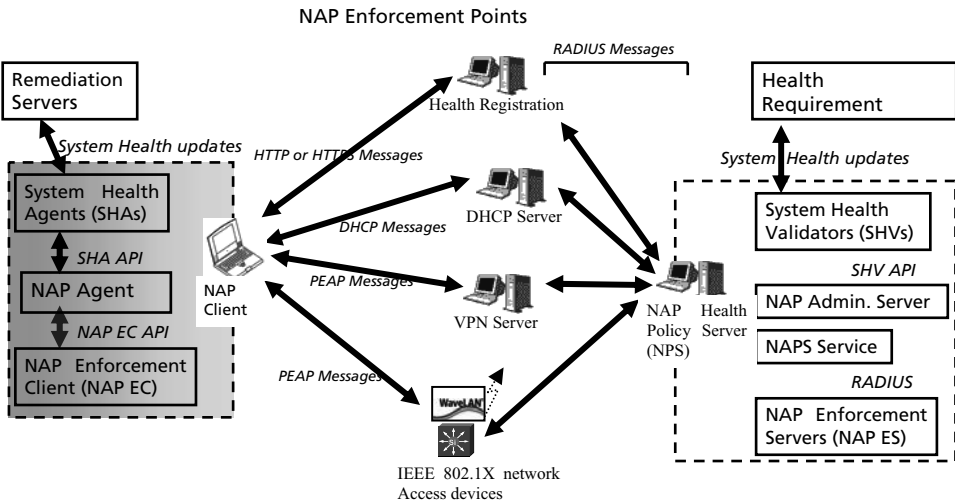 NAP Enforcement Points
RADIUS Messages
Remediation
Servers
Health Registration
Health
Requirement
System Health updates
HTTP or HTTPS Messages
System Health updates
System Health
Agents (SHAs)
DHCP Server
System Health
Validators (SHVs)
DHCP Messages
SHA API
SHV API
NAP Agent
NAP
Client
PEAP Messages
VPN Server
NAP Health
Policy Server
(NPS)
NAP Admin. Server
NAP EC API
NAPS Service
NAP Enforcement
Client (NAP EC)
PEAP Messages
RADIUS
WaveLAN
SI
NAP Enforcement
Servers (NAP ES)
IEEE 802.1X network
Access devices